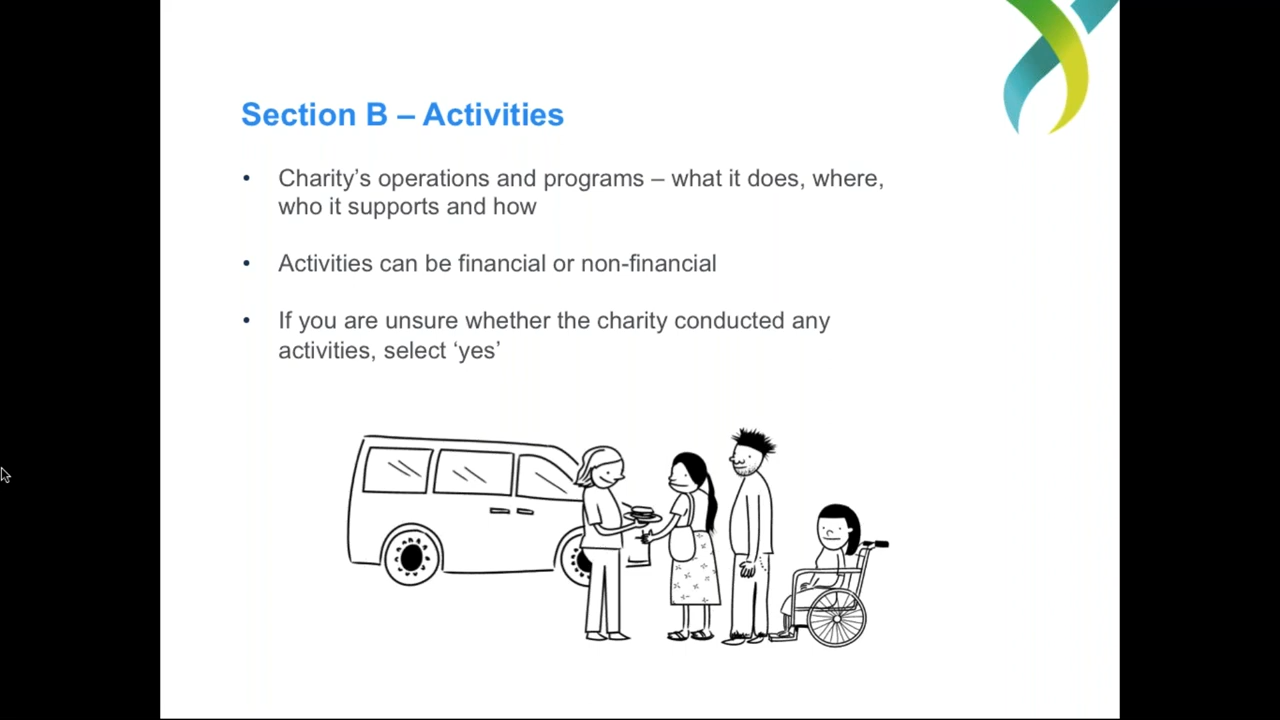 Section B – Activities
• Charity’s operations and programs – what it does, where,
who it supports and how
• Activities can be financial or non-financial
• If you are unsure whether the charity conducted any
activities, select ‘yes’